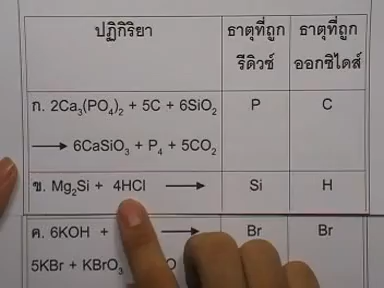 ปฏิกิริยา
ธาตุที่ถูก
รีดิวซ์
ธาตุที่ถูก
ออกซิไดส์
ก. 2Ca₃(PO₄)₂ + 5C + 6SiO₂ P C
⟶ 6CaSiO₃ + P₄ + 5CO₂
ข. Mg₂Si + 4HCl ⟶ Si H
ค. 6KOH + ⟶ Br Br
5KBr + KBrO₃ O